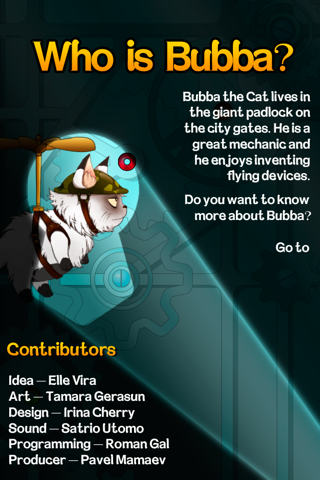 Who is Bubba?
Bubba the Cat lives in
the giant padlock on
the city gates. He is a
great mechanic and
he enjoys inventing
flying devices.
Do you want to know
more about Bubba?
Go to
Contributors
Idea — Elle Vira
Art — Tamara Gerasun
Design — Irina Cherry
Sound — Satrio Utomo
Programming — Roman Gal
Producer — Pavel Mamaev